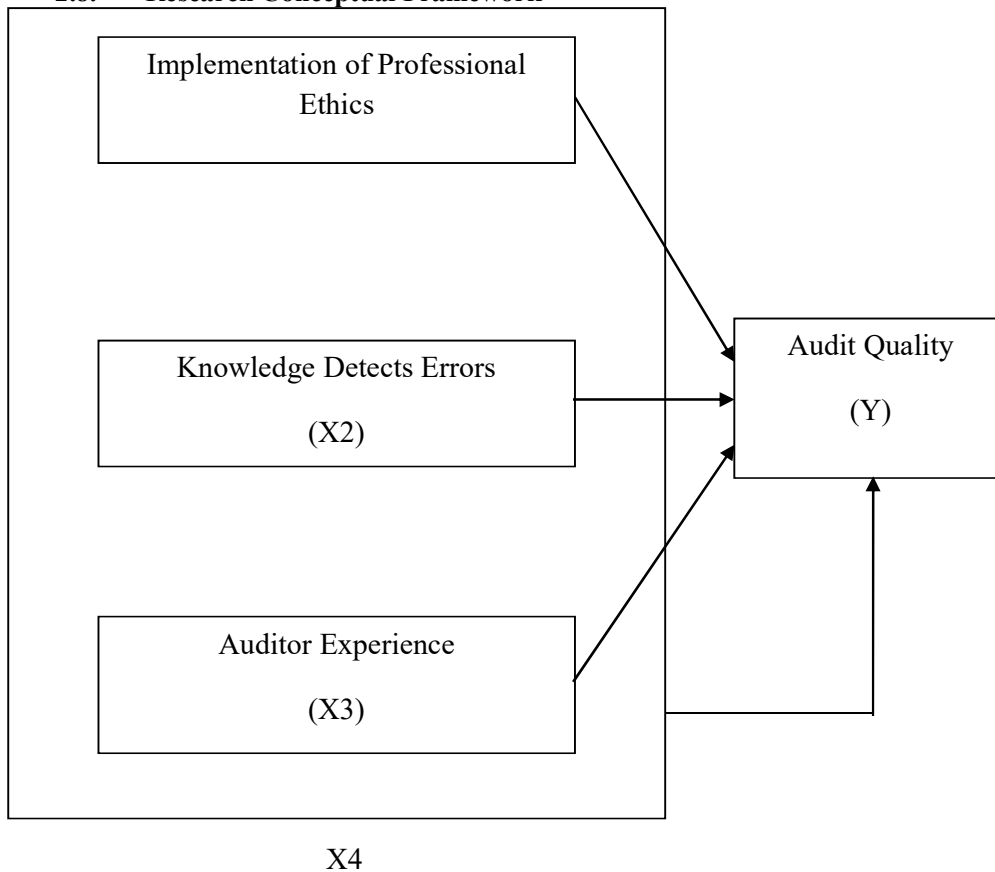 Research Conceptual Framework
Implementation of Professional
Ethics
Knowledge Detects Errors
(X2)
Auditor Experience
(X3)
Audit Quality
(Y)
X4